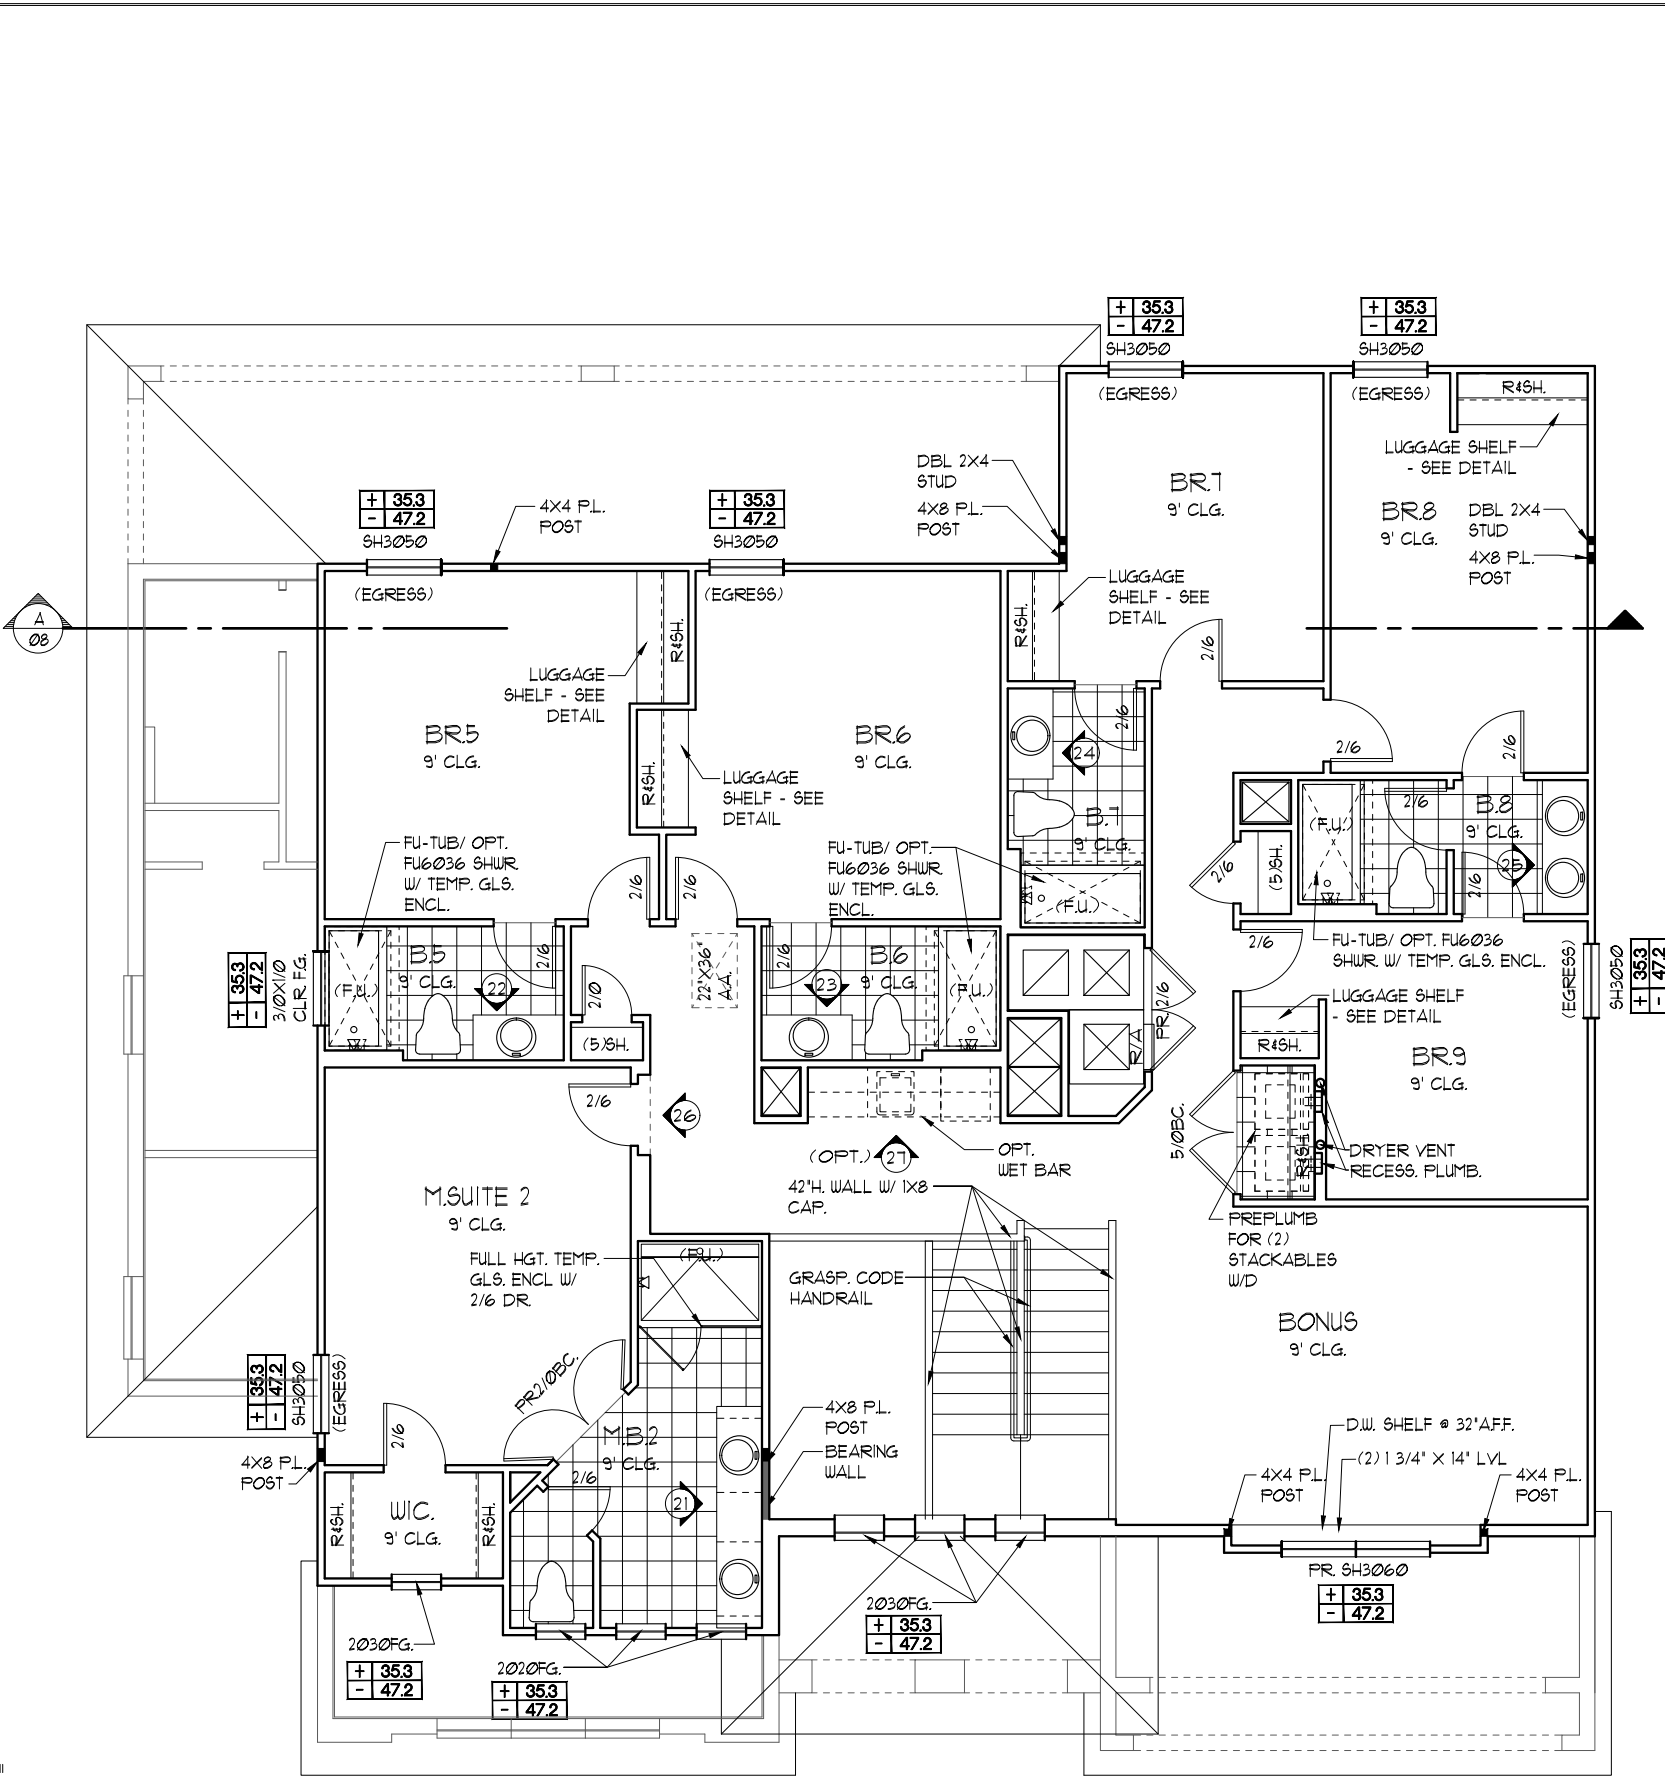 + 35.3
- 47.2
SH3050
(EGRESS)
+ 35.3
- 47.2
SH3050
(EGRESS)
R&SH.
LUGGAGE SHELF
- SEE DETAIL
DBL 2X4
STUD
4X8 P.L.
POST
BR.7
9' CLG.
BR.8
9' CLG.
DBL 2X4
STUD
4X8 P.L.
POST
+ 35.3
- 47.2
SH3050
(EGRESS)
4X4 P.L.
POST
+ 35.3
- 47.2
SH3050
(EGRESS)
LUGGAGE
SHELF - SEE
DETAIL
R&SH.
2/6
A
08
R&SH.
LUGGAGE
SHELF - SEE
DETAIL
BR.5
9' CLG.
BR.6
9' CLG.
R&SH.
LUGGAGE
SHELF - SEE
DETAIL
2/6
24
B.7
9' CLG.
(F.U.)
2/6
2/6
2/6
B.8
9' CLG.
(F.U.)
25
2/6
2/6
(5)SH.
FU-TUB/ OPT.
FU6036 SHWR.
W/ TEMP. GLS.
ENCL.
2/6
2/6
FU-TUB/ OPT.
FU6036 SHWR.
W/ TEMP. GLS.
ENCL.
+ 35.3
- 47.2
3/0X1/0
CLR. F.G.
B.5
9' CLG.
(F.U.)
22
2/6
2/0
(5)SH.
22"X36"
A.A.
2/6
B.6
9' CLG.
23
(F.U.)
PR.2/6
R/A
2/6
FU-TUB/ OPT. FU6036
SHWR. W/ TEMP. GLS. ENCL.
(EGRESS)
SH3050
+ 35.3
- 47.2
LUGGAGE SHELF
- SEE DETAIL
R&SH.
BR.9
9' CLG.
2/6
26
(OPT.)
27
OPT.
WET BAR
5/0BC.
R&SH.
DRYER VENT
RECESS. PLUMB.
M.SUITE 2
9' CLG.
42"H. WALL W/ 1X8
CAP.
PREPLUMB
FOR (2)
STACKABLES
W/D
FULL HGT. TEMP.
GLS. ENCL W/
2/6 DR.
(F.U.)
GRASP. CODE
HANDRAIL
BONUS
9' CLG.
+ 35.3
- 47.2
SH3050
(EGRESS)
PR.2/0BC.
4X8 P.L.
POST
2/6
M.B.2
9' CLG.
2/6
21
4X8 P.L.
POST
BEARING
WALL
D.W. SHELF @ 32"A.F.F.
(2) 1 3/4" X 14" LVL
4X4 P.L.
POST
4X4 P.L.
POST
R&SH.
WIC.
9' CLG.
R&SH.
PR. SH3060
+ 35.3
- 47.2
2030FG.
+ 35.3
- 47.2
2030FG.
+ 35.3
- 47.2
2020FG.
+ 35.3
- 47.2